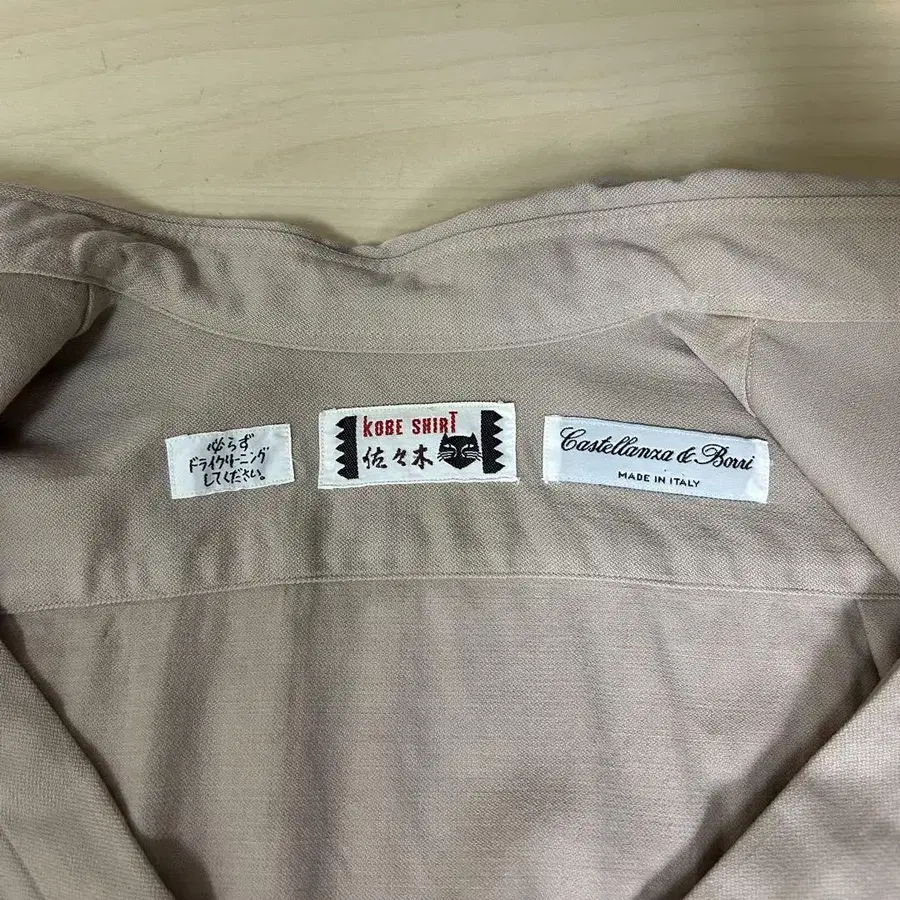 必らず
ドライクリーニング
してください。
KOBE SHIRT
佐々木
Castellanza & Borri
MADE IN ITALY